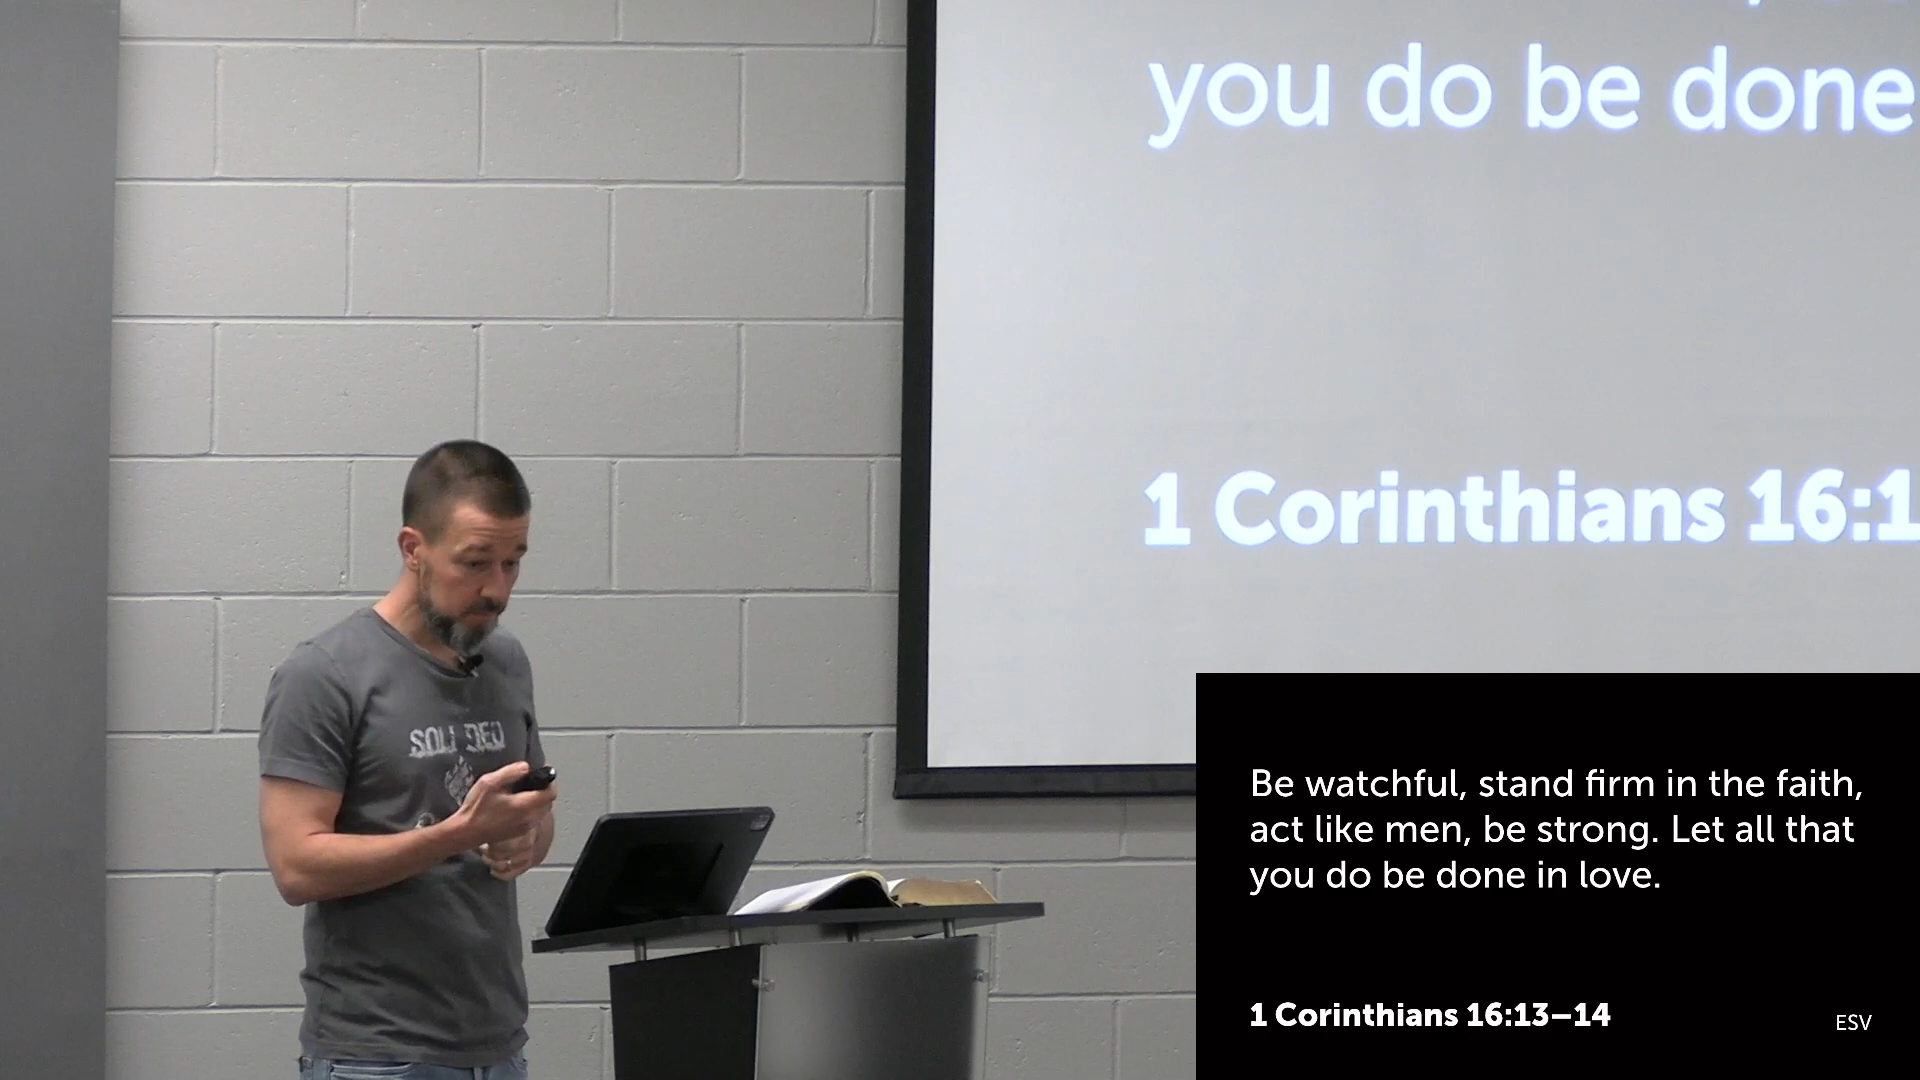 you do be done
1 Corinthians 16:1
SOLI DEO
Be watchful, stand firm in the faith,
act like men, be strong. Let all that
you do be done in love.
1 Corinthians 16:13–14
ESV